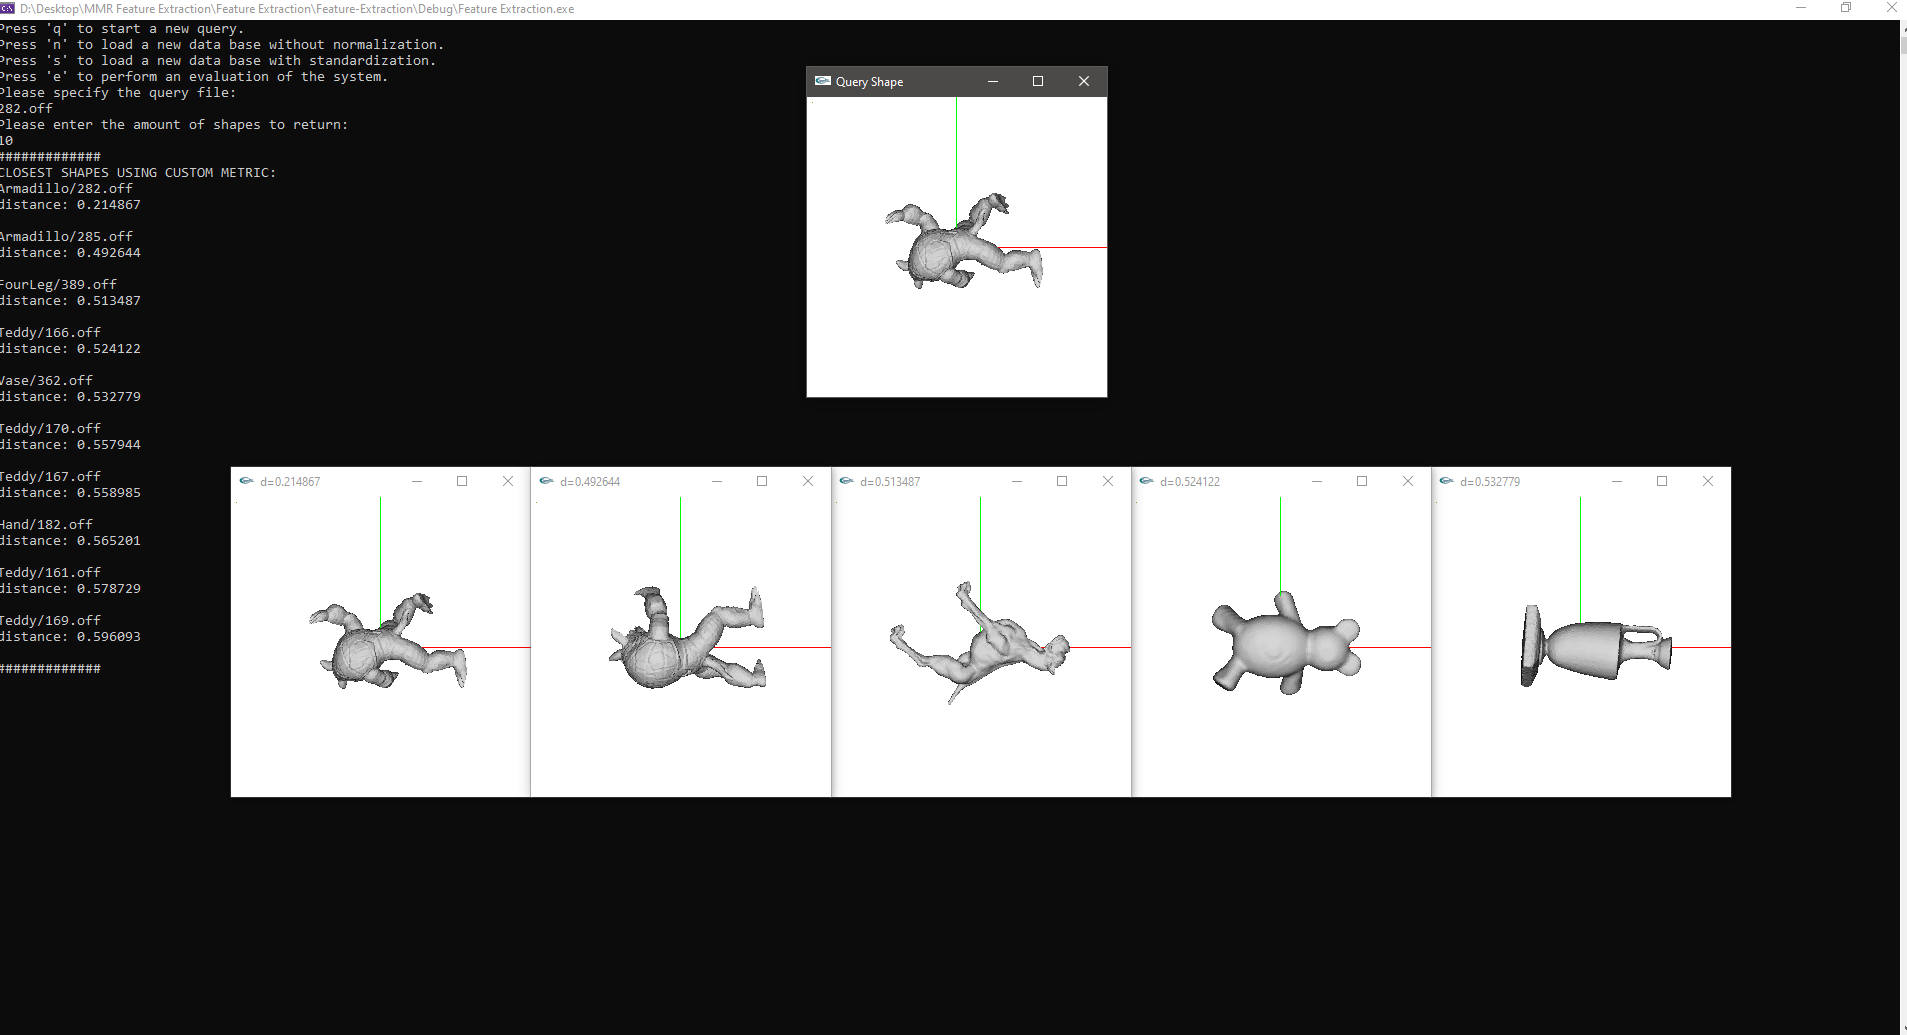 D:\Desktop\MMR Feature Extraction\Feature Extraction\Feature-Extraction\Debug\Feature Extraction.exe
Press 'q' to start a new query.
Press 'n' to load a new data base without normalization.
Press 's' to load a new data base with standardization.
Press 'e' to perform an evaluation of the system.
Please specify the query file:
282.off
Please enter the amount of shapes to return:
10
#############
CLOSEST SHAPES USING CUSTOM METRIC:
Armadillo/282.off
distance: 0.214867
Armadillo/285.off
distance: 0.492644
FourLeg/389.off
distance: 0.513487
Teddy/166.off
distance: 0.524122
Vase/362.off
distance: 0.532779
Teddy/170.off
distance: 0.557944
Teddy/167.off
distance: 0.558985
Hand/182.off
distance: 0.565201
Teddy/161.off
distance: 0.578729
Teddy/169.off
distance: 0.596093
#############
Query Shape
d=0.214867
d=0.492644
d=0.513487
d=0.524122
d=0.532779